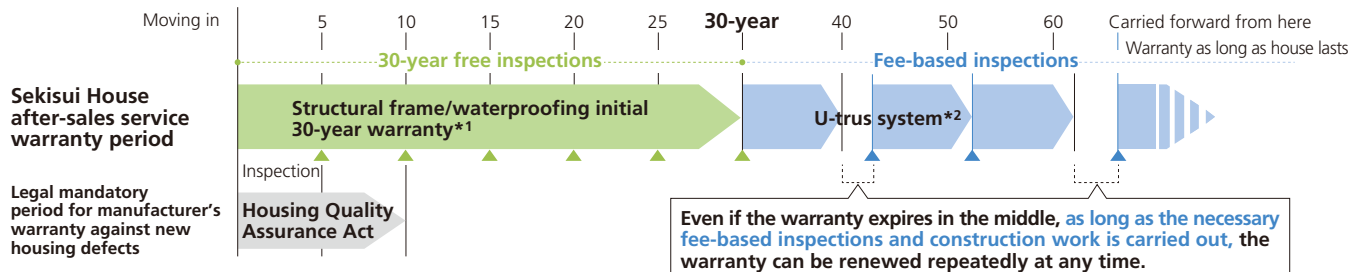 Moving in
5
10
15
20
25
30-year
40
50
60
Carried forward from here
Warranty as long as house lasts
30-year free inspections
Fee-based inspections
Sekisui House
after-sales service
warranty period
Structural frame/waterproofing initial
30-year warranty*1
U-trus system*2
Inspection
Legal mandatory
period for manufacturer's
warranty against new
housing defects
Housing Quality
Assurance Act
Even if the warranty expires in the middle, as long as the necessary
fee-based inspections and construction work is carried out, the
warranty can be renewed repeatedly at any time.